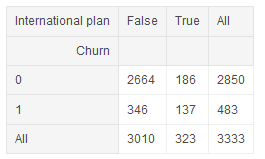 International plan False True All
Churn
0 2664 186 2850
1 346 137 483
All 3010 323 3333